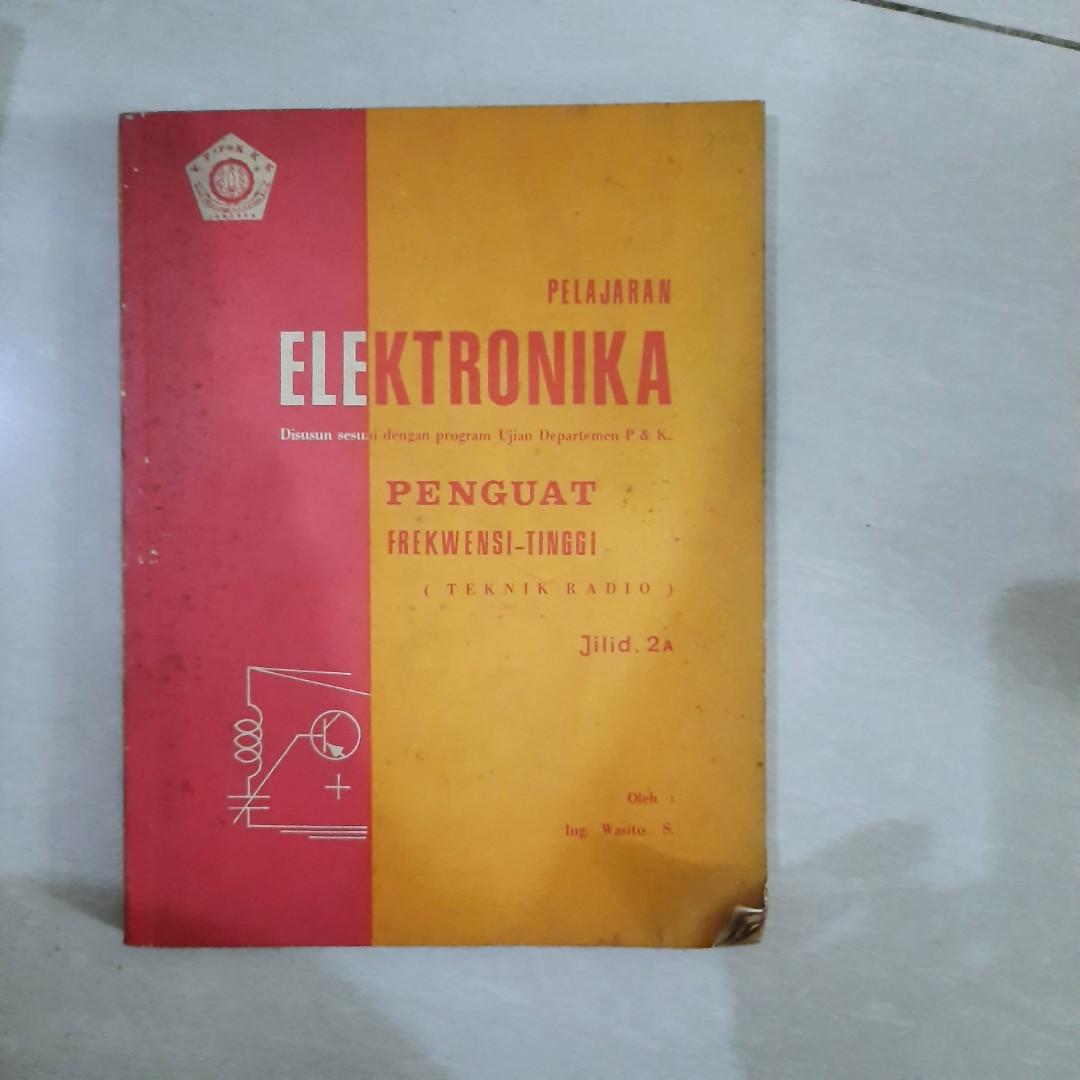 PELAJARAN
ELEKTRONIKA
Disusun sesuai dengan program Ujian Departemen P & K.
PENGUAT
FREKWENSI-TINGGI
( TEKNIK RADIO )
Jilid. 2A
Oleh :
Ing. Wasito S.